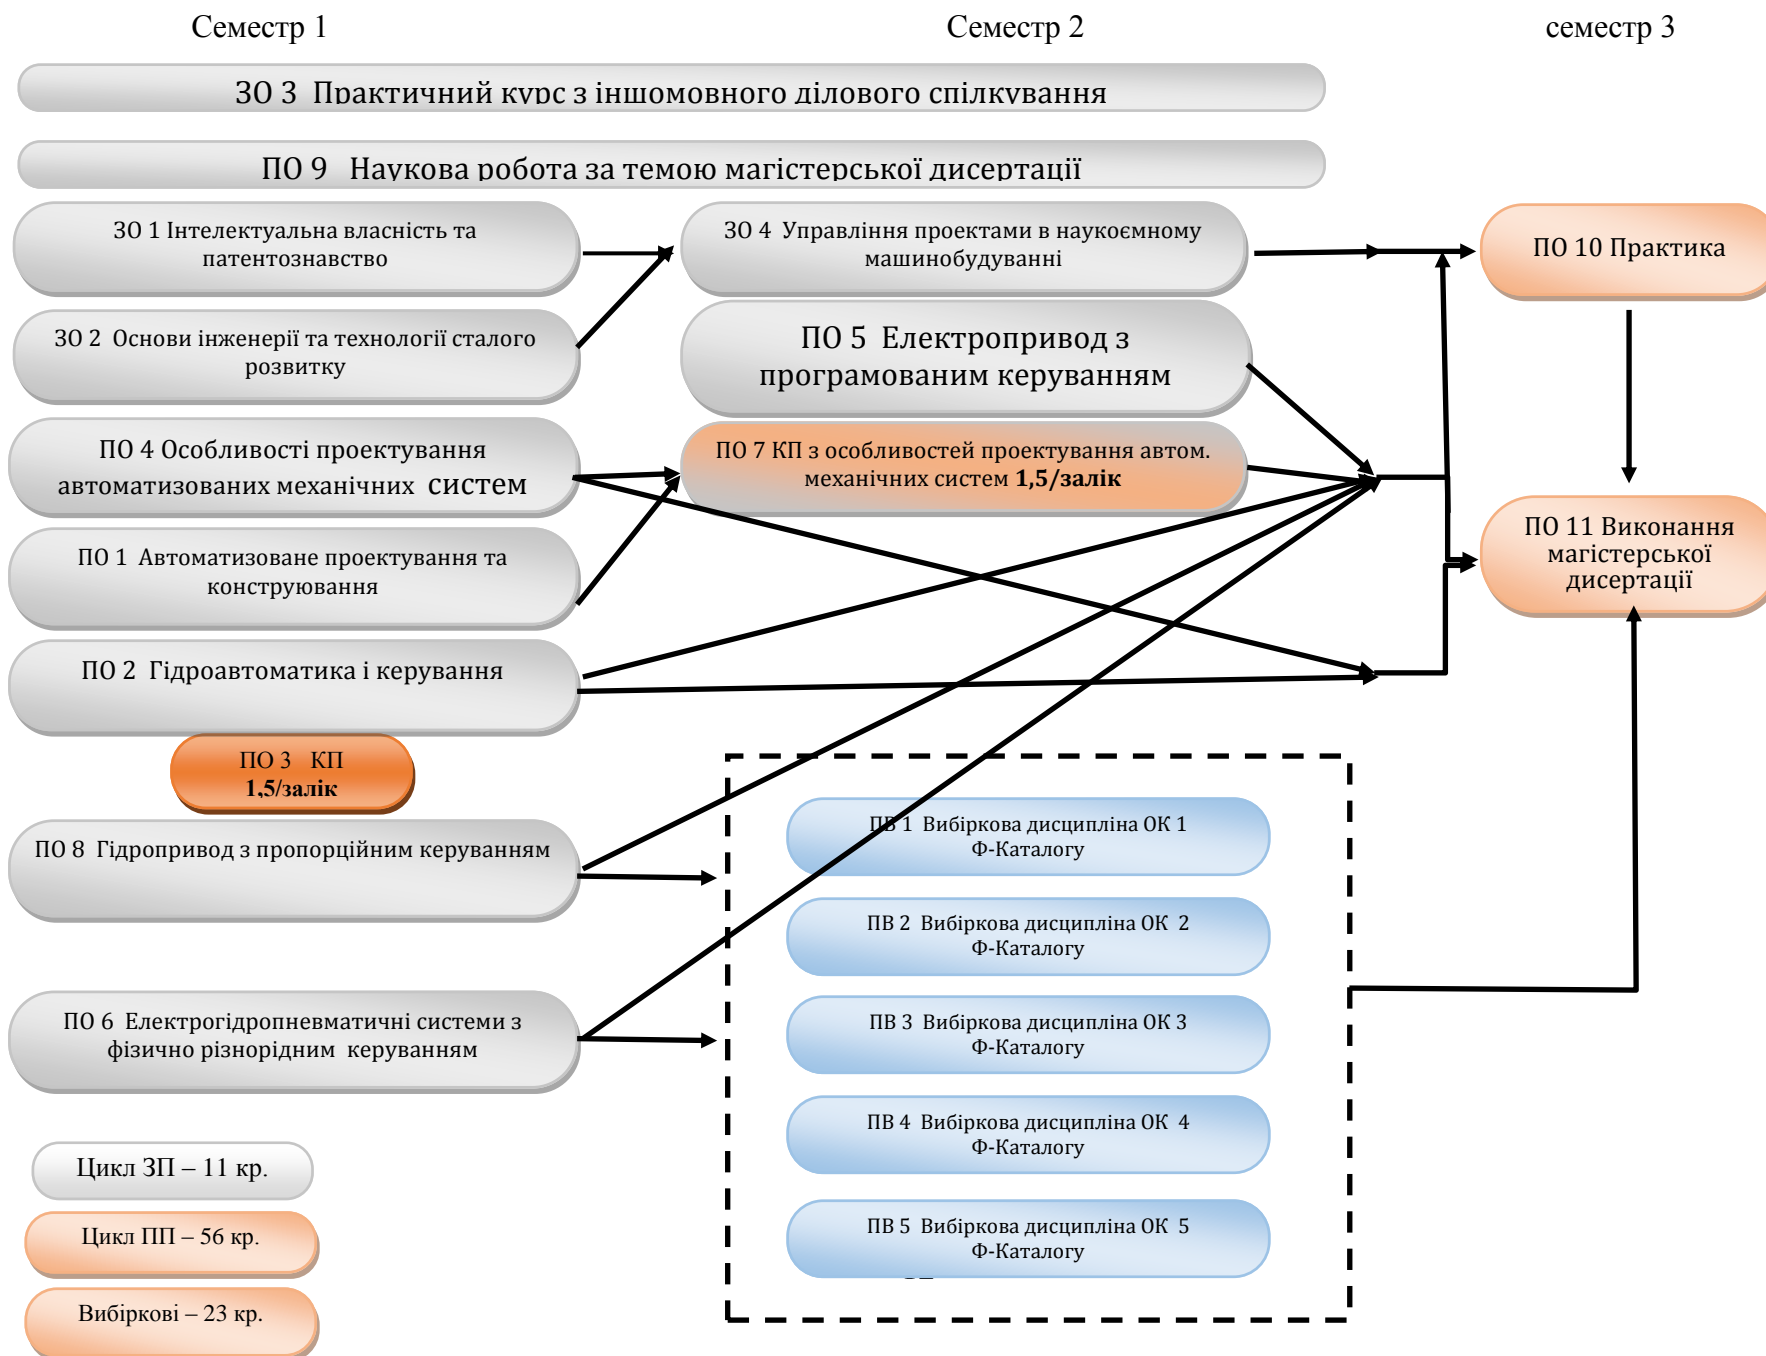 Семестр 1
Семестр 2
семестр 3
ЗО 3 Практичний курс з іншомовного ділового спілкування
ПО 9 Наукова робота за темою магістерської дисертації
ЗО 1 Інтелектуальна власність та
патентознавство
ЗО 4 Управління проектами в наукоємному
машинобудуванні
ПО 10 Практика
ЗО 2 Основи інженерії та технології сталого
розвитку
ПО 5 Електропривод з
програмованим керуванням
ПО 4 Особливості проектування
автоматизованих механічних систем
ПО 7 КП з особливостей проектування автом.
механічних систем 1,5/залік
ПО 11 Виконання
магістерської
дисертації
ПО 1 Автоматизоване проектування та
конструювання
ПО 2 Гідроавтоматика і керування
ПО 3 КП
1,5/залік
ПО 8 Гідропривод з пропорційним керуванням
ПВ 1 Вибіркова дисципліна ОК 1
Ф-Каталогу
ПВ 2 Вибіркова дисципліна ОК 2
Ф-Каталогу
ПО 6 Електрогідропневматичні системи з
фізично різнорідним керуванням
ПВ 3 Вибіркова дисципліна ОК 3
Ф-Каталогу
ПВ 4 Вибіркова дисципліна ОК 4
Ф-Каталогу
ПВ 5 Вибіркова дисципліна ОК 5
Ф-Каталогу
Цикл ЗП – 11 кр.
Цикл ПП – 56 кр.
Вибіркові – 23 кр.